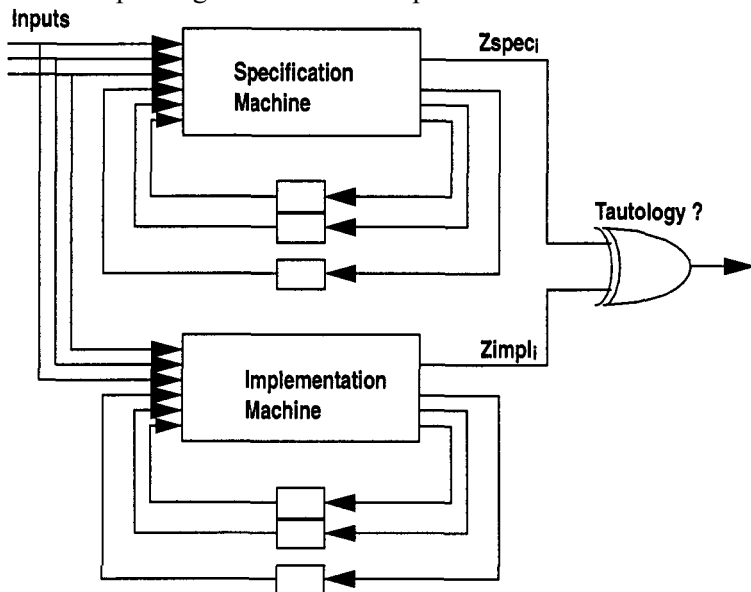 Inputs
Zspeci
Specification
Machine
Tautology ?
Zimpli
Implementation
Machine